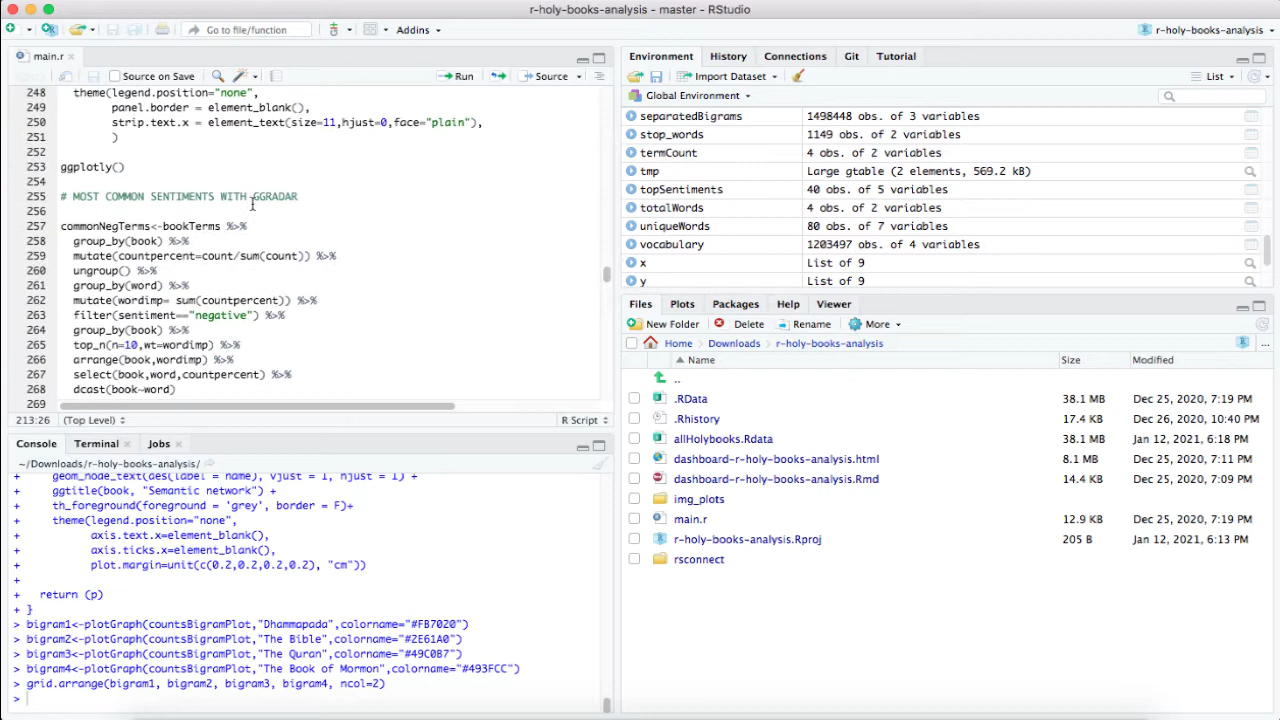 r-holy-books-analysis - master - RStudio
Go to file/function
Addins
r-holy-books-analysis
main.r
Source on Save
Run
Source
248 theme(legend.position="none",
249 panel.border = element_blank(),
250 strip.text.x = element_text(size=11,hjust=0,face="plain"),
251 )
252
253 ggplotly()
254
255 # MOST COMMON SENTIMENTS WITH GGRADAR
256
257 commonNegTerms<-bookTerms %>%
258 group_by(book) %>%
259 mutate(countpercent=count/sum(count)) %>%
260 ungroup() %>%
261 group_by(word) %>%
262 mutate(wordimp= sum(countpercent)) %>%
263 filter(sentiment=="negative") %>%
264 group_by(book) %>%
265 top_n(n=10,wt=wordimp) %>%
266 arrange(book,wordimp) %>%
267 select(book,word,countpercent) %>%
268 dcast(book~word)
269
213:26 (Top Level) R Script
Console Terminal Jobs
~/Downloads/r-holy-books-analysis/
+ geom_node_text(aes(label = name), vjust = 1, hjust = 1) +
+ ggtitle(book, "Semantic network") +
+ th_foreground(foreground = 'grey', border = F)+
+ theme(legend.position="none",
+ axis.text.x=element_blank(),
+ axis.ticks.x=element_blank(),
+ plot.margin=unit(c(0.2,0.2,0.2,0.2), "cm"))
+
+ return (p)
+ }
> bigram1<-plotGraph(countsBigramPlot,"Dhammapada",colorname="#FB7020")
> bigram2<-plotGraph(countsBigramPlot,"The Bible",colorname="#2E61A0")
> bigram3<-plotGraph(countsBigramPlot,"The Quran",colorname="#49C0B7")
> bigram4<-plotGraph(countsBigramPlot,"The Book of Mormon",colorname="#493FCC")
> grid.arrange(bigram1, bigram2, bigram3, bigram4, ncol=2)
>
Environment History Connections Git Tutorial
Import Dataset List
Global Environment
separatedBigrams 1498448 obs. of 3 variables
stop_words 1149 obs. of 2 variables
termCount 4 obs. of 2 variables
tmp Large gtable (2 elements, 569.2 kB)
topSentiments 40 obs. of 5 variables
totalWords 4 obs. of 2 variables
uniqueWords 80 obs. of 7 variables
vocabulary 1203497 obs. of 4 variables
x List of 9
y List of 9
Files Plots Packages Help Viewer
New Folder Delete Rename More
Home Downloads r-holy-books-analysis ...
Name Size Modified
..
.RData 38.1 MB Dec 25, 2020, 7:19 PM
.Rhistory 17.4 KB Dec 26, 2020, 10:40 PM
allHolybooks.Rdata 38.1 MB Jan 12, 2021, 6:18 PM
dashboard-r-holy-books-analysis.html 8.1 MB Dec 25, 2020, 7:11 PM
dashboard-r-holy-books-analysis.Rmd 14.4 KB Dec 25, 2020, 7:09 PM
img_plots
main.r 12.9 KB Dec 25, 2020, 7:19 PM
r-holy-books-analysis.Rproj 205 B Jan 12, 2021, 6:13 PM
rsconnect